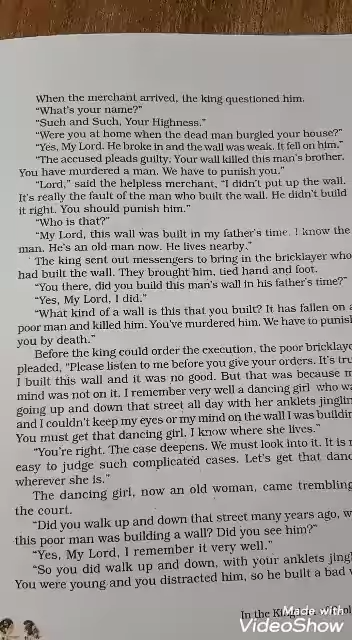 When the merchant arrived, the king questioned him.
"What's your name?"
"Such and Such, Your Highness."
"Were you at home when the dead man burgled your house?"
"Yes, My Lord. He broke in and the wall was weak. It fell on him."
"The accused pleads guilty. Your wall killed this man's brother.
You have murdered a man. We have to punish you."
"Lord," said the helpless merchant, "I didn't put up the wall.
It's really the fault of the man who built the wall. He didn't build
it right. You should punish him."
"Who is that?"
"My Lord, this wall was built in my father's time. I know the
man. He's an old man now. He lives nearby."
The king sent out messengers to bring in the bricklayer who
had built the wall. They brought him, tied hand and foot.
"You there, did you build this man's wall in his father's time?"
"Yes, My Lord, I did."
"What kind of a wall is this that you built? It has fallen on a
poor man and killed him. You've murdered him. We have to punis
you by death."
Before the king could order the execution, the poor bricklaye
pleaded, "Please listen to me before you give your orders. It's tru
I built this wall and it was no good. But that was because m
mind was not on it. I remember very well a dancing girl who wa
going up and down that street all day with her anklets jinglin
and I couldn't keep my eyes or my mind on the wall I was buildin
You must get that dancing girl. I know where she lives."
"You're right. The case deepens. We must look into it. It is n
easy to judge such complicated cases. Let's get that danc
wherever she is."
The dancing girl, now an old woman, came trembling
the court.
"Did you walk up and down that street many years ago, w
this poor man was building a wall? Did you see him?"
"Yes, My Lord, I remember it very well."
"So you did walk up and down, with your anklets jingl
You were young and you distracted him, so he built a bad w
In the King
Made with
VideoShow